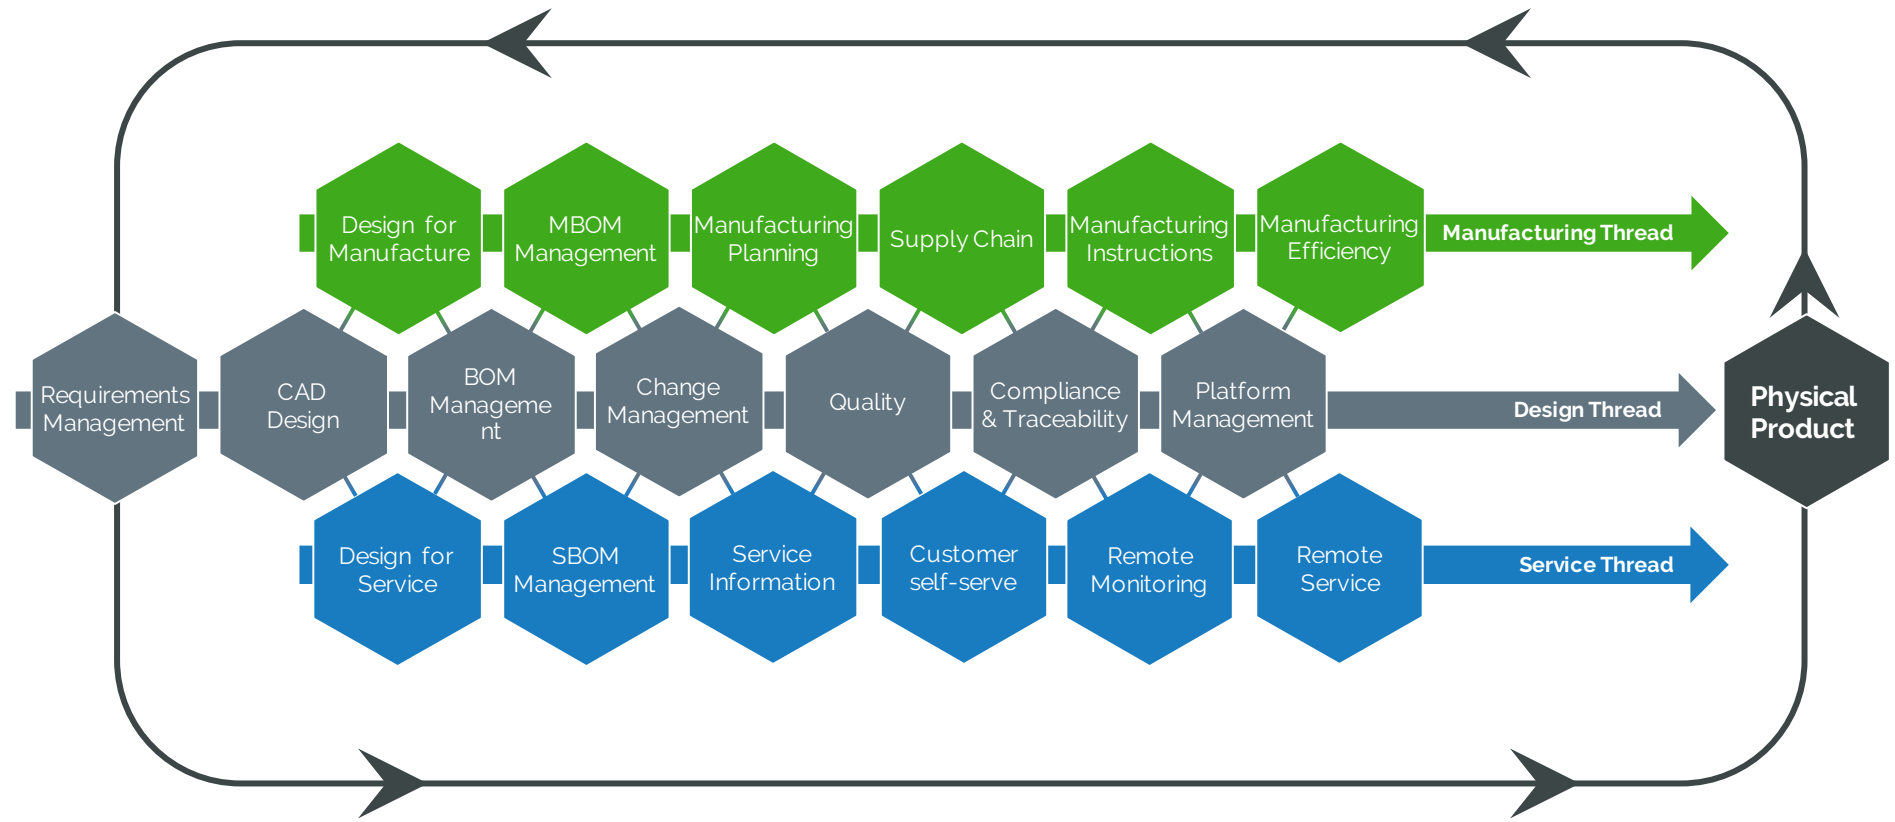 Design for
Manufacture
MBOM
Management
Manufacturing
Planning
Supply Chain
Manufacturing
Instructions
Manufacturing
Efficiency
Manufacturing Thread
Requirements
Management
CAD
Design
BOM
Manageme
nt
Change
Management
Quality
Compliance
& Traceability
Platform
Management
Design Thread
Physical
Product
Design for
Service
SBOM
Management
Service
Information
Customer
self-serve
Remote
Monitoring
Remote
Service
Service Thread